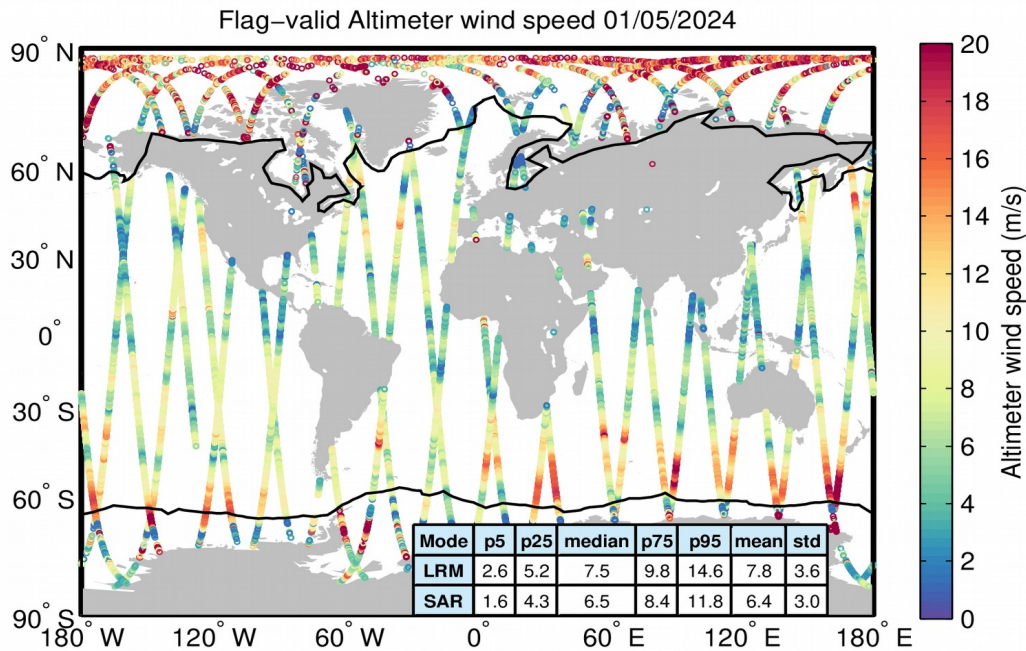 Flag−valid Altimeter wind speed 01/05/2024
90° N
60° N
30° N
0°
30° S
60° S
90° S
180° W
120° W
60° W
0°
60° E
120° E
180° E
Mode p5 p25 median p75 p95 mean std
LRM 2.6 5.2 7.5 9.8 14.6 7.8 3.6
SAR 1.6 4.3 6.5 8.4 11.8 6.4 3.0
20
18
16
14
12
10
8
6
4
2
0
Altimeter wind speed (m/s)